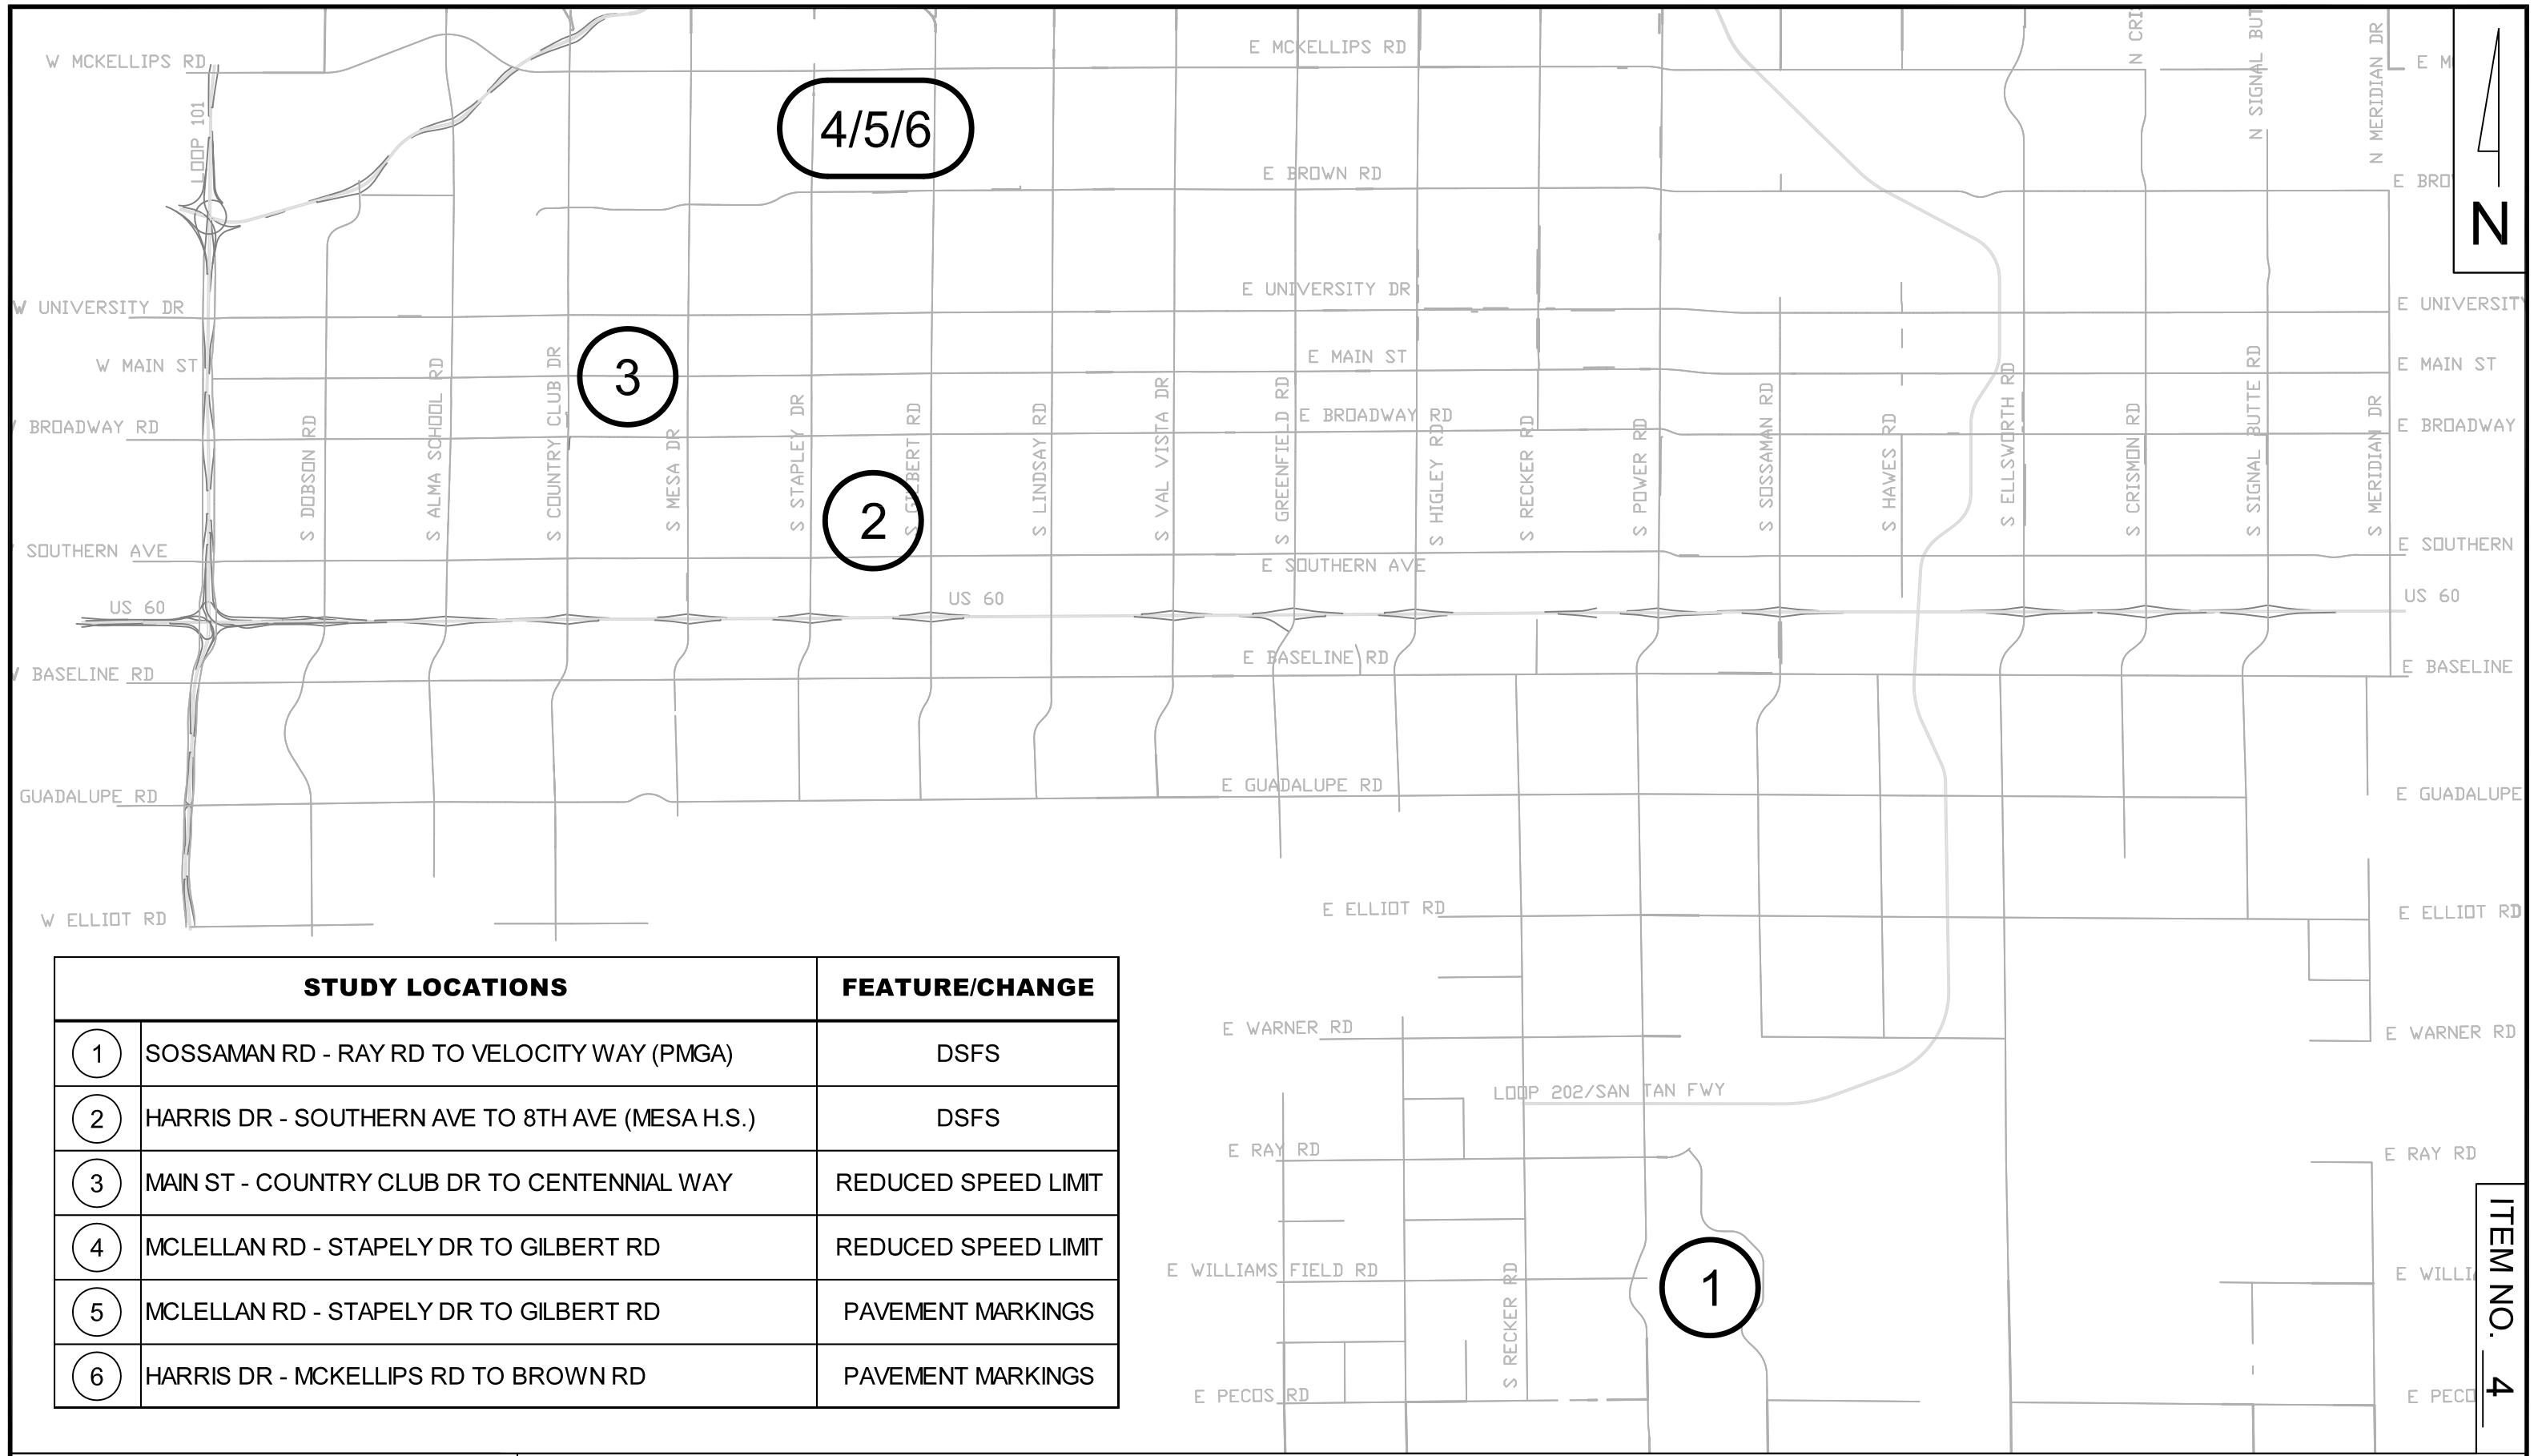 N CRI
N SIGNAL BUT
N MERIDIAN DR
W MCKELLIPS RD
E MCKELLIPS RD
E M
LOOP 101
4/5/6
E BROWN RD
E BRO
N
W UNIVERSITY DR
E UNIVERSITY DR
E UNIVERSITY
W MAIN ST
3
E MAIN ST
E MAIN ST
BROADWAY RD
E BROADWAY RD
E BROADWAY
S DOBSON RD
S ALMA SCHOOL RD
S COUNTRY CLUB DR
S MESA DR
S STAPLEY DR
S GILBERT RD
S LINDSAY RD
S VAL VISTA DR
S GREENFIELD RD
S HIGLEY RD
S RECKER RD
S POWER RD
S SOSSAMAN RD
S HAWES RD
S ELLSWORTH RD
S CRISMON RD
S SIGNAL BUTTE RD
S MERIDIAN DR
2
SOUTHERN AVE
E SOUTHERN AVE
E SOUTHERN
US 60
US 60
US 60
BASELINE RD
E BASELINE RD
E BASELINE
GUADALUPE RD
E GUADALUPE RD
E GUADALUPE
W ELLIOT RD
E ELLIOT RD
E ELLIOT RD
E WARNER RD
E WARNER RD
LOOP 202/SAN TAN FWY
E RAY RD
E RAY RD
E WILLIAMS FIELD RD
S RECKER RD
1
E WILLI
E PECOS RD
E PECO
STUDY LOCATIONS FEATURE/CHANGE
1 SOSSAMAN RD - RAY RD TO VELOCITY WAY (PMGA) DSFS
2 HARRIS DR - SOUTHERN AVE TO 8TH AVE (MESA H.S.) DSFS
3 MAIN ST - COUNTRY CLUB DR TO CENTENNIAL WAY REDUCED SPEED LIMIT
4 MCLELLAN RD - STAPELY DR TO GILBERT RD REDUCED SPEED LIMIT
5 MCLELLAN RD - STAPELY DR TO GILBERT RD PAVEMENT MARKINGS
6 HARRIS DR - MCKELLIPS RD TO BROWN RD PAVEMENT MARKINGS
ITEM NO. 4